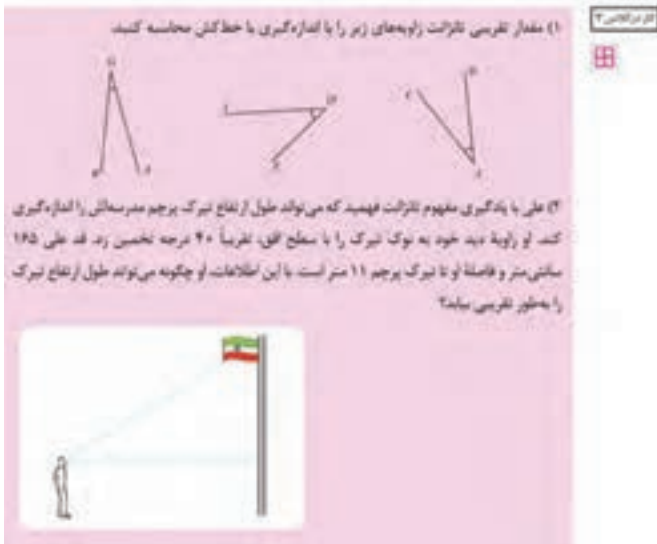 کار در کلاس ۳
۱) مقدار تقریبی تانژانت زاویه‌های زیر را با اندازه‌گیری با خط‌کش محاسبه کنید.
۲) علی با یادگیری مفهوم تانژانت فهمید که می‌تواند طول ارتفاع تیرک پرچم مدرسه‌اش را اندازه‌گیری
کند. او زاویهٔ دید خود به نوک تیرک را با سطح افق، تقریباً ۴۰ درجه تخمین زد. قد علی ۱۶۵
سانتی‌متر و فاصلهٔ او تا تیرک پرچم ۱۱ متر است. با این اطلاعات، او چگونه می‌تواند طول ارتفاع تیرک
را به‌طور تقریبی بیابد؟